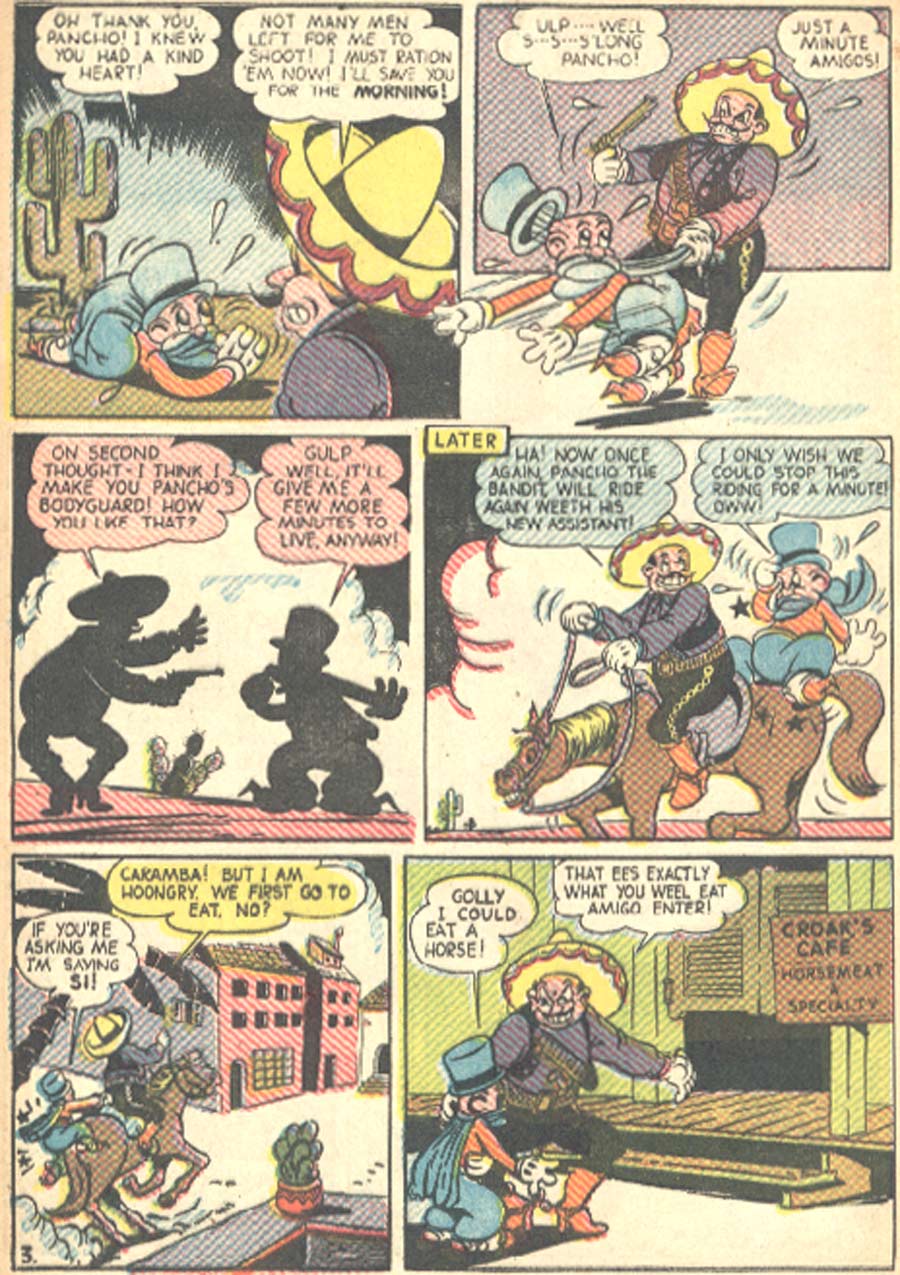 OH THANK YOU,
PANCHO! I KNEW
YOU HAD A KIND
HEART!
NOT MANY MEN
LEFT FOR ME TO
SHOOT! I MUST RATION
'EM NOW! I'LL SAVE YOU
FOR THE MORNING!
ULP---- WELL
S---S---S'LONG
PANCHO!
JUST A
MINUTE
AMIGOS!
ON SECOND
THOUGHT - I THINK I
MAKE YOU PANCHO'S
BODYGUARD! HOW
YOU LIKE THAT?
GULP
WELL, IT'LL
GIVE ME A
FEW MORE
MINUTES TO
LIVE, ANYWAY!
LATER
HA! NOW ONCE
AGAIN, PANCHO THE
BANDIT, WILL RIDE
AGAIN WEETH HIS
NEW ASSISTANT!
I ONLY WISH WE
COULD STOP THIS
RIDING FOR A MINUTE!
OWW!
CARAMBA! BUT I AM
HOONGRY. WE FIRST GO TO
EAT, NO?
IF YOU'RE
ASKING ME
I'M SAYING
SI!
GOLLY
I COULD
EAT A
HORSE!
THAT EES EXACTLY
WHAT YOU WEEL EAT
AMIGO ENTER!
CROAK'S
CAFE
HORSEMEAT
A
SPECIALTY
3.